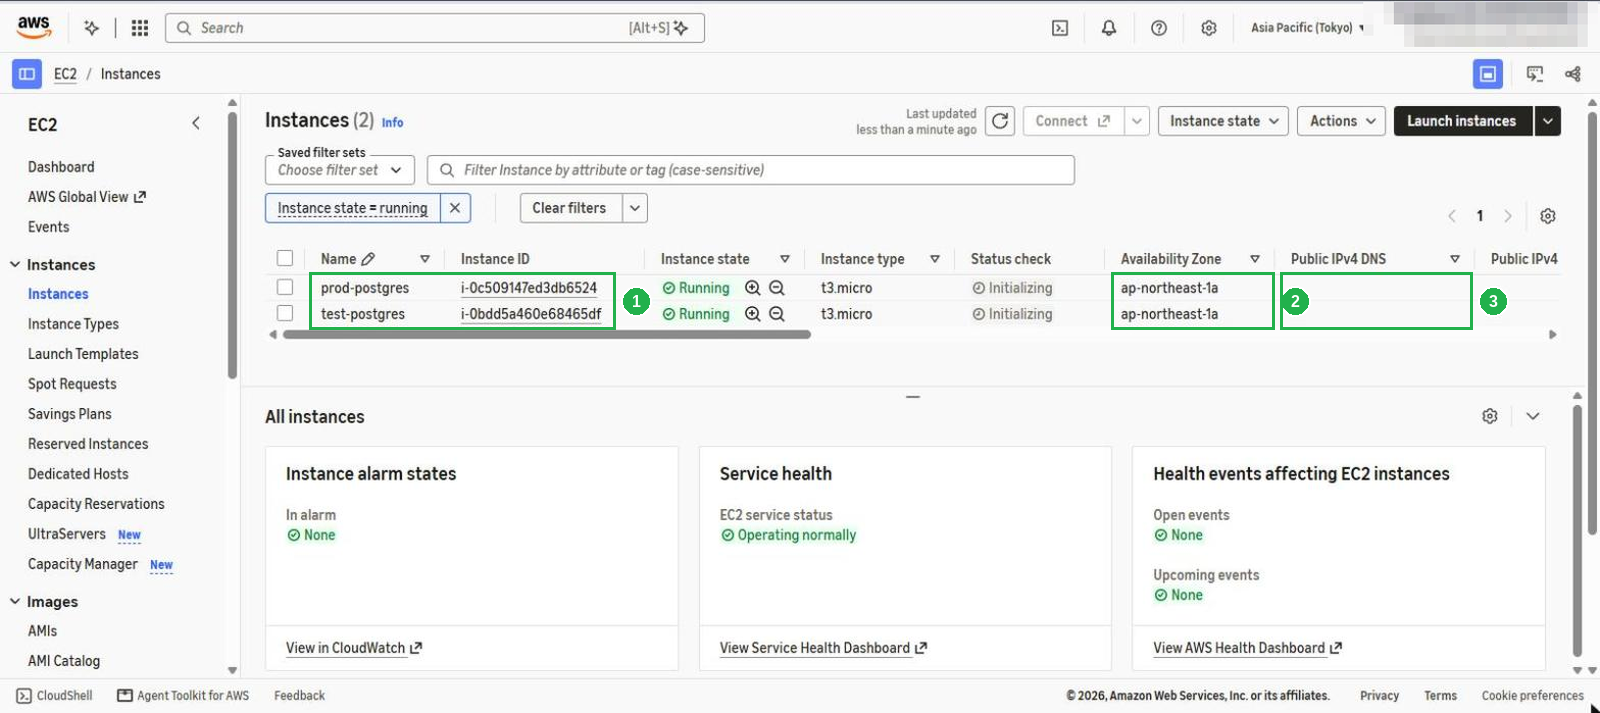 aws
Search [Alt+S]
Asia Pacific (Tokyo)
EC2 / Instances
EC2
Dashboard
AWS Global View
Events
Instances
Instances
Instance Types
Launch Templates
Spot Requests
Savings Plans
Reserved Instances
Dedicated Hosts
Capacity Reservations
UltraServers New
Capacity Manager New
Images
AMIs
AMI Catalog
Instances (2) Info
Last updated
less than a minute ago
Connect
Instance state
Actions
Launch instances
Saved filter sets
Choose filter set
Filter Instance by attribute or tag (case-sensitive)
Instance state = running
Clear filters
1
Name Instance ID Instance state Instance type Status check Availability Zone Public IPv4 DNS Public IPv4
prod-postgres i-0c509147ed3db6524 Running t3.micro Initializing ap-northeast-1a
test-postgres i-0bdd5a460e68465df Running t3.micro Initializing ap-northeast-1a
1 2 3
All instances
Instance alarm states
In alarm
None
View in CloudWatch
Service health
EC2 service status
Operating normally
View Service Health Dashboard
Health events affecting EC2 instances
Open events
None
Upcoming events
None
View AWS Health Dashboard
CloudShell Agent Toolkit for AWS Feedback
© 2026, Amazon Web Services, Inc. or its affiliates. Privacy Terms Cookie preferences